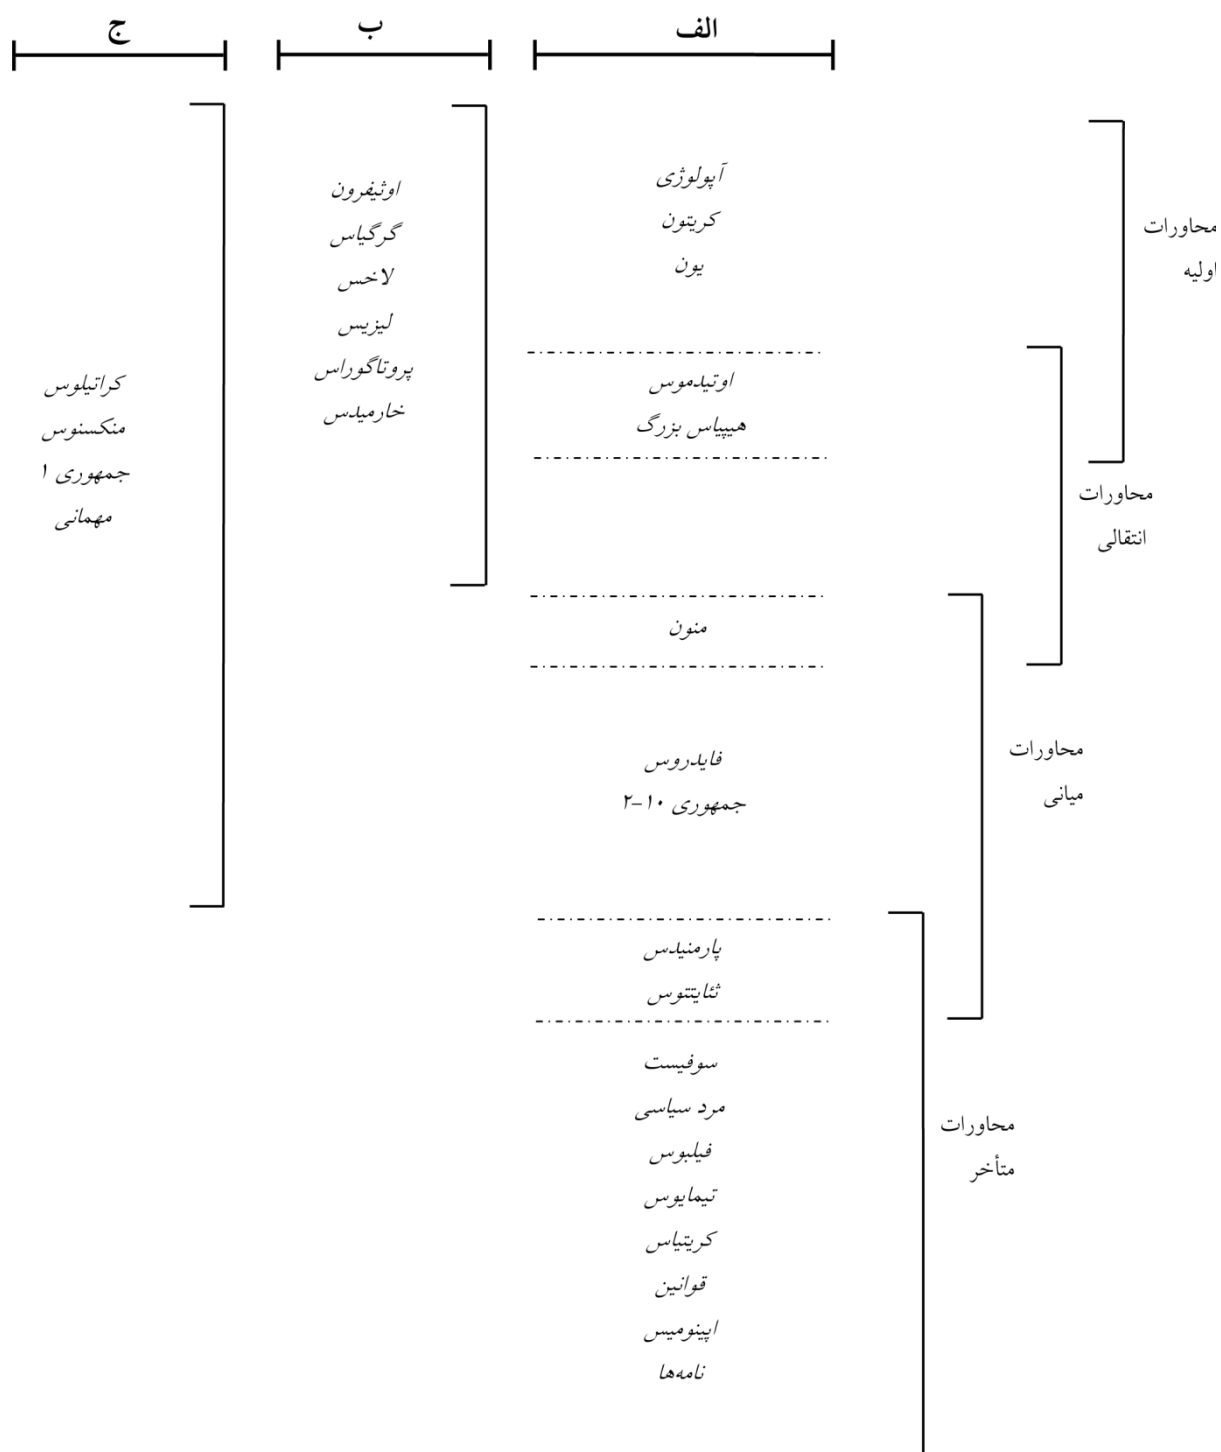 الف
ب
ج
محاورات
اولیه
آپولوژی
کریتون
یون
اوتیدموس
هیپیاس بزرگ
محاورات
انتقالی
منون
محاورات
میانی
فایدروس
جمهوری ۱۰-۲
پارمنیدس
ثئایتتوس
محاورات
متأخر
سوفیست
مرد سیاسی
فیلبوس
تیمایوس
کریتیاس
قوانین
اپینومیس
نامه‌ها
اوثیفرون
گرگیاس
لاخس
لیزیس
پروتاگوراس
خارمیدس
کراتیلوس
منکسنوس
جمهوری ۱
مهمانی